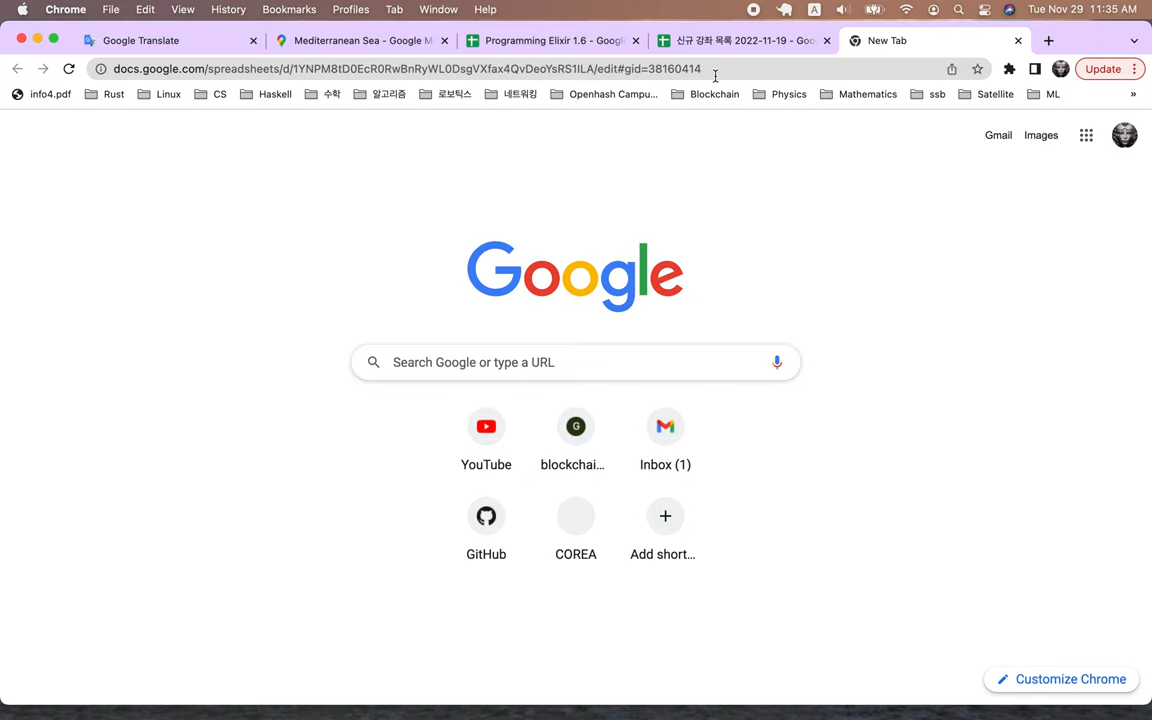 Chrome File Edit View History Bookmarks Profiles Tab Window Help A Tue Nov 29 11:35 AM
Google Translate Mediterranean Sea - Google M Programming Elixir 1.6 - Googl 신규 강좌 목록 2022-11-19 - Goo New Tab
docs.google.com/spreadsheets/d/1YNPM8tD0EcR0RwBnRyWL0DsgVXfax4QvDeoYsRS1ILA/edit#gid=38160414 Update
info4.pdf Rust Linux CS Haskell 수학 알고리즘 로보틱스 네트워킹 Openhash Campu... Blockchain Physics Mathematics ssb Satellite ML »
Gmail Images
Google
Search Google or type a URL
G
YouTube blockchai... Inbox (1)
GitHub COREA Add short...
Customize Chrome